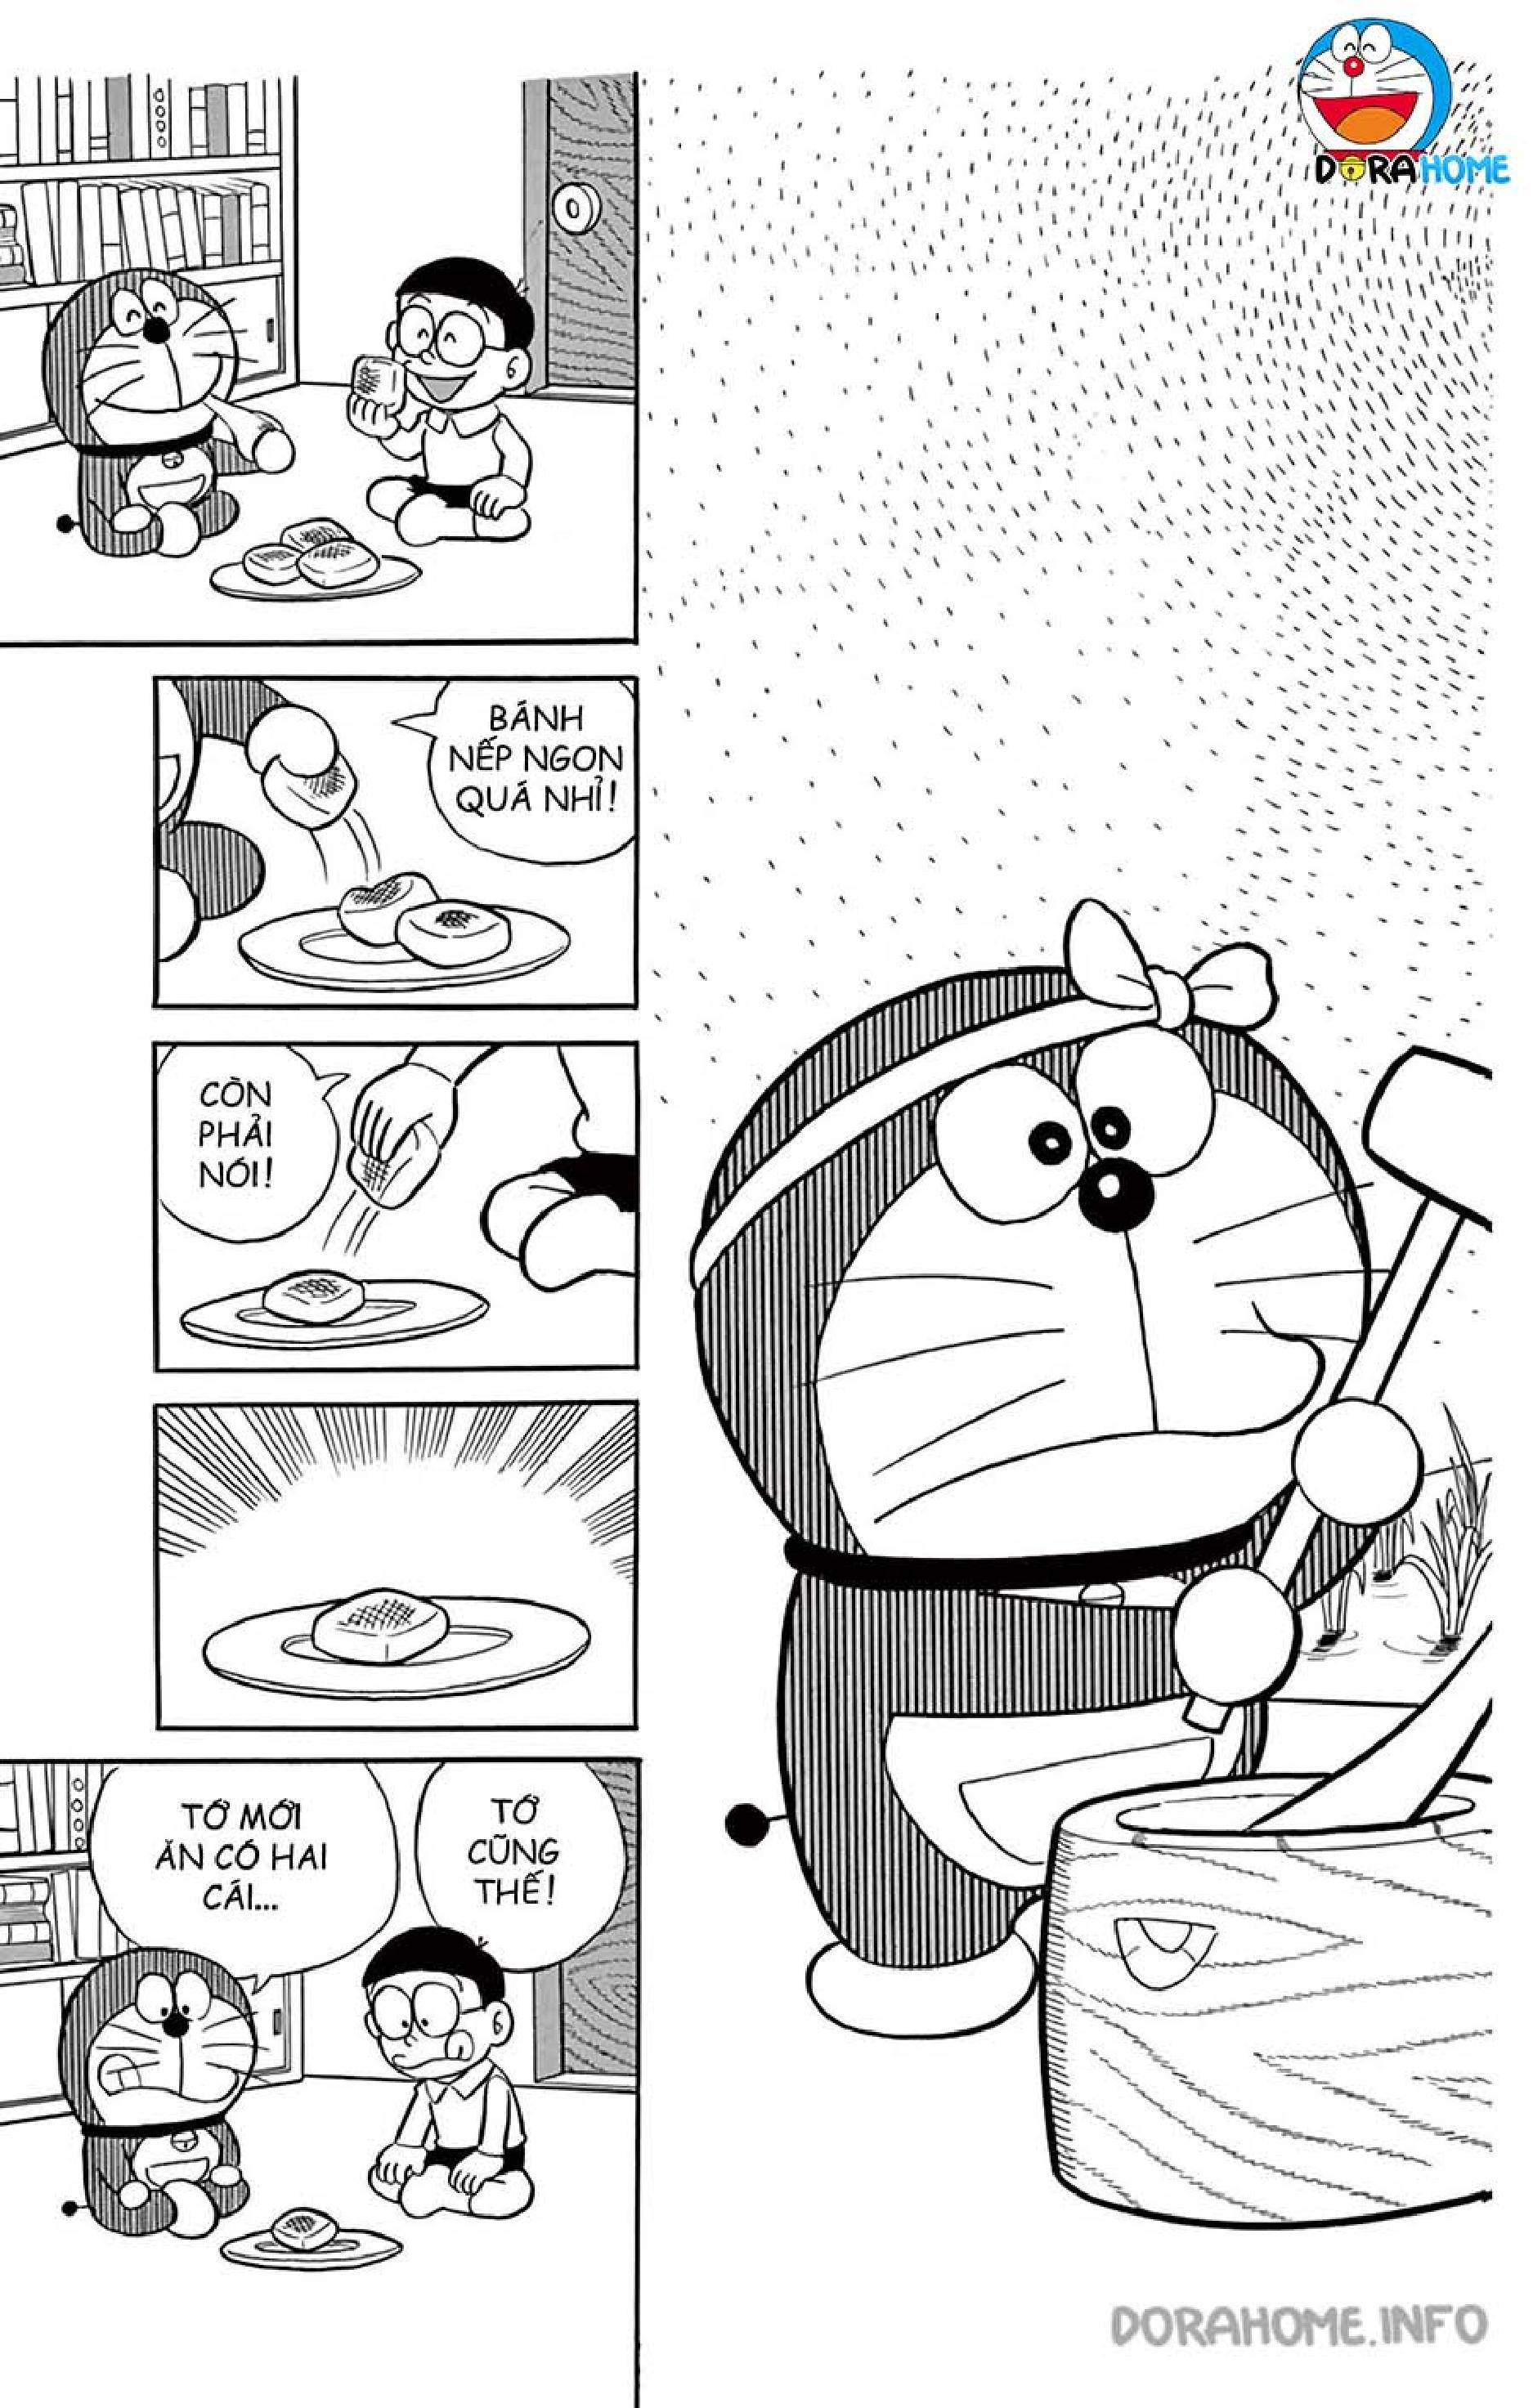 DORAHOME
BÁNH
NẾP NGON
QUÁ NHỈ!
CÒN
PHẢI
NÓI!
TỚ MỚI
ĂN CÓ HAI
CÁI...
TỚ
CŨNG
THẾ!
DORAHOME.INFO